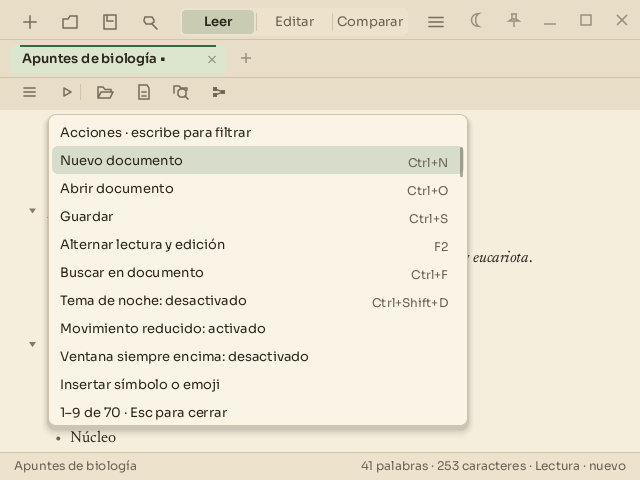 Leer Editar Comparar
Apuntes de biología •
Acciones · escribe para filtrar
Nuevo documento Ctrl+N
Abrir documento Ctrl+O
Guardar Ctrl+S
Alternar lectura y edición F2
y eucariota.
Buscar en documento Ctrl+F
Tema de noche: desactivado Ctrl+Shift+D
Movimiento reducido: activado
Ventana siempre encima: desactivado
Insertar símbolo o emoji
1–9 de 70 · Esc para cerrar
• Núcleo
Apuntes de biología 41 palabras · 253 caracteres · Lectura · nuevo